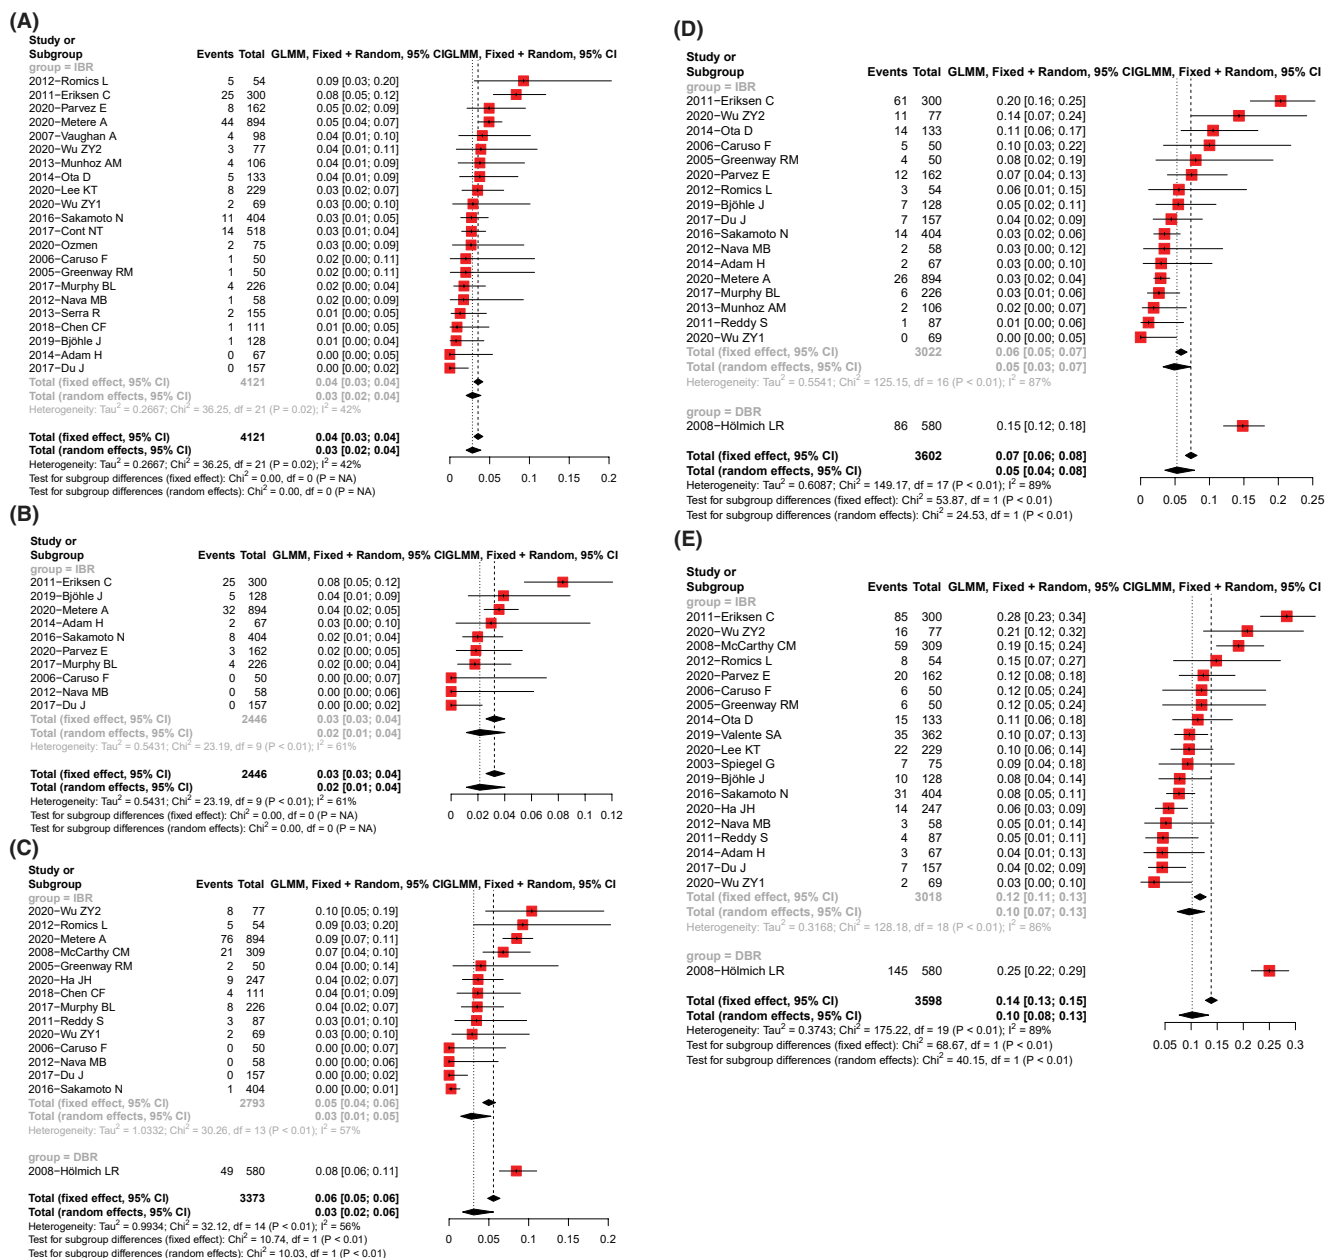 (A)
Study or
Subgroup Events Total GLMM, Fixed + Random, 95% CI GLMM, Fixed + Random, 95% CI
group = IBR
2012−Romics L 5 54 0.09 [0.03; 0.20]
2011−Eriksen C 25 300 0.08 [0.05; 0.12]
2020−Parvez E 8 162 0.05 [0.02; 0.09]
2020−Metere A 44 894 0.05 [0.04; 0.07]
2007−Vaughan A 4 98 0.04 [0.01; 0.10]
2020−Wu ZY2 3 77 0.04 [0.01; 0.11]
2013−Munhoz AM 4 106 0.04 [0.01; 0.09]
2014−Ota D 5 133 0.04 [0.01; 0.09]
2020−Lee KT 8 229 0.03 [0.02; 0.07]
2020−Wu ZY1 2 69 0.03 [0.00; 0.10]
2016−Sakamoto N 11 404 0.03 [0.01; 0.05]
2017−Cont NT 14 518 0.03 [0.01; 0.04]
2020−Ozmen 2 75 0.03 [0.00; 0.09]
2006−Caruso F 1 50 0.02 [0.00; 0.11]
2005−Greenway RM 1 50 0.02 [0.00; 0.11]
2017−Murphy BL 4 226 0.02 [0.00; 0.04]
2012−Nava MB 1 58 0.02 [0.00; 0.09]
2013−Serra R 2 155 0.01 [0.00; 0.05]
2018−Chen CF 1 111 0.01 [0.00; 0.05]
2019−Bjöhle J 1 128 0.01 [0.00; 0.04]
2014−Adam H 0 67 0.00 [0.00; 0.05]
2017−Du J 0 157 0.00 [0.00; 0.02]
Total (fixed effect, 95% CI) 4121 0.04 [0.03; 0.04]
Total (random effects, 95% CI) 0.03 [0.02; 0.04]
Heterogeneity: Tau² = 0.2667; Chi² = 36.25, df = 21 (P = 0.02); I² = 42%
Total (fixed effect, 95% CI) 4121 0.04 [0.03; 0.04]
Total (random effects, 95% CI) 0.03 [0.02; 0.04]
Heterogeneity: Tau² = 0.2667; Chi² = 36.25, df = 21 (P = 0.02); I² = 42%
Test for subgroup differences (fixed effect): Chi² = 0.00, df = 0 (P = NA)
Test for subgroup differences (random effects): Chi² = 0.00, df = 0 (P = NA)
0 0.05 0.1 0.15 0.2
(B)
Study or
Subgroup Events Total GLMM, Fixed + Random, 95% CI GLMM, Fixed + Random, 95% CI
group = IBR
2011−Eriksen C 25 300 0.08 [0.05; 0.12]
2019−Bjöhle J 5 128 0.04 [0.01; 0.09]
2020−Metere A 32 894 0.04 [0.02; 0.05]
2014−Adam H 2 67 0.03 [0.00; 0.10]
2016−Sakamoto N 8 404 0.02 [0.01; 0.04]
2020−Parvez E 3 162 0.02 [0.00; 0.05]
2017−Murphy BL 4 226 0.02 [0.00; 0.04]
2006−Caruso F 0 50 0.00 [0.00; 0.07]
2012−Nava MB 0 58 0.00 [0.00; 0.06]
2017−Du J 0 157 0.00 [0.00; 0.02]
Total (fixed effect, 95% CI) 2446 0.03 [0.03; 0.04]
Total (random effects, 95% CI) 0.02 [0.01; 0.04]
Heterogeneity: Tau² = 0.5431; Chi² = 23.19, df = 9 (P < 0.01); I² = 61%
Total (fixed effect, 95% CI) 2446 0.03 [0.03; 0.04]
Total (random effects, 95% CI) 0.02 [0.01; 0.04]
Heterogeneity: Tau² = 0.5431; Chi² = 23.19, df = 9 (P < 0.01); I² = 61%
Test for subgroup differences (fixed effect): Chi² = 0.00, df = 0 (P = NA)
Test for subgroup differences (random effects): Chi² = 0.00, df = 0 (P = NA)
0 0.02 0.04 0.06 0.08 0.1 0.12
(C)
Study or
Subgroup Events Total GLMM, Fixed + Random, 95% CI GLMM, Fixed + Random, 95% CI
group = IBR
2020−Wu ZY2 8 77 0.10 [0.05; 0.19]
2012−Romics L 5 54 0.09 [0.03; 0.20]
2020−Metere A 76 894 0.09 [0.07; 0.11]
2008−McCarthy CM 21 309 0.07 [0.04; 0.10]
2005−Greenway RM 2 50 0.04 [0.00; 0.14]
2020−Ha JH 9 247 0.04 [0.02; 0.07]
2018−Chen CF 4 111 0.04 [0.01; 0.09]
2017−Murphy BL 8 226 0.04 [0.02; 0.07]
2011−Reddy S 3 87 0.03 [0.01; 0.10]
2020−Wu ZY1 2 69 0.03 [0.00; 0.10]
2006−Caruso F 0 50 0.00 [0.00; 0.07]
2012−Nava MB 0 58 0.00 [0.00; 0.06]
2017−Du J 0 157 0.00 [0.00; 0.02]
2016−Sakamoto N 1 404 0.00 [0.00; 0.01]
Total (fixed effect, 95% CI) 2793 0.05 [0.04; 0.06]
Total (random effects, 95% CI) 0.03 [0.01; 0.05]
Heterogeneity: Tau² = 1.0332; Chi² = 30.26, df = 13 (P < 0.01); I² = 57%
group = DBR
2008−Hölmich LR 49 580 0.08 [0.06; 0.11]
Total (fixed effect, 95% CI) 3373 0.06 [0.05; 0.06]
Total (random effects, 95% CI) 0.03 [0.02; 0.06]
Heterogeneity: Tau² = 0.9934; Chi² = 32.12, df = 14 (P < 0.01); I² = 56%
Test for subgroup differences (fixed effect): Chi² = 10.74, df = 1 (P < 0.01)
Test for subgroup differences (random effects): Chi² = 10.03, df = 1 (P < 0.01)
0 0.05 0.1 0.15 0.2
(D)
Study or
Subgroup Events Total GLMM, Fixed + Random, 95% CI GLMM, Fixed + Random, 95% CI
group = IBR
2011−Eriksen C 61 300 0.20 [0.16; 0.25]
2020−Wu ZY2 11 77 0.14 [0.07; 0.24]
2014−Ota D 14 133 0.11 [0.06; 0.17]
2006−Caruso F 5 50 0.10 [0.03; 0.22]
2005−Greenway RM 4 50 0.08 [0.02; 0.19]
2020−Parvez E 12 162 0.07 [0.04; 0.13]
2012−Romics L 3 54 0.06 [0.01; 0.15]
2019−Bjöhle J 7 128 0.05 [0.02; 0.11]
2017−Du J 7 157 0.04 [0.02; 0.09]
2016−Sakamoto N 14 404 0.03 [0.02; 0.06]
2012−Nava MB 2 58 0.03 [0.00; 0.12]
2014−Adam H 2 67 0.03 [0.00; 0.10]
2020−Metere A 26 894 0.03 [0.02; 0.04]
2017−Murphy BL 6 226 0.03 [0.01; 0.06]
2013−Munhoz AM 2 106 0.02 [0.00; 0.07]
2011−Reddy S 1 87 0.01 [0.00; 0.06]
2020−Wu ZY1 0 69 0.00 [0.00; 0.05]
Total (fixed effect, 95% CI) 3022 0.06 [0.05; 0.07]
Total (random effects, 95% CI) 0.05 [0.03; 0.07]
Heterogeneity: Tau² = 0.5541; Chi² = 125.15, df = 16 (P < 0.01); I² = 87%
group = DBR
2008−Hölmich LR 86 580 0.15 [0.12; 0.18]
Total (fixed effect, 95% CI) 3602 0.07 [0.06; 0.08]
Total (random effects, 95% CI) 0.05 [0.04; 0.08]
Heterogeneity: Tau² = 0.6087; Chi² = 149.17, df = 17 (P < 0.01); I² = 89%
Test for subgroup differences (fixed effect): Chi² = 53.87, df = 1 (P < 0.01)
Test for subgroup differences (random effects): Chi² = 24.53, df = 1 (P < 0.01)
0 0.05 0.1 0.15 0.2 0.25
(E)
Study or
Subgroup Events Total GLMM, Fixed + Random, 95% CI GLMM, Fixed + Random, 95% CI
group = IBR
2011−Eriksen C 85 300 0.28 [0.23; 0.34]
2020−Wu ZY2 16 77 0.21 [0.12; 0.32]
2008−McCarthy CM 59 309 0.19 [0.15; 0.24]
2012−Romics L 8 54 0.15 [0.07; 0.27]
2020−Parvez E 20 162 0.12 [0.08; 0.18]
2006−Caruso F 6 50 0.12 [0.05; 0.24]
2005−Greenway RM 6 50 0.12 [0.05; 0.24]
2014−Ota D 15 133 0.11 [0.06; 0.18]
2019−Valente SA 35 362 0.10 [0.07; 0.13]
2020−Lee KT 22 229 0.10 [0.06; 0.14]
2003−Spiegel G 7 75 0.09 [0.04; 0.18]
2019−Bjöhle J 10 128 0.08 [0.04; 0.14]
2016−Sakamoto N 31 404 0.08 [0.05; 0.11]
2020−Ha JH 14 247 0.06 [0.03; 0.09]
2012−Nava MB 3 58 0.05 [0.01; 0.14]
2011−Reddy S 4 87 0.05 [0.01; 0.11]
2014−Adam H 3 67 0.04 [0.01; 0.13]
2017−Du J 7 157 0.04 [0.02; 0.09]
2020−Wu ZY1 2 69 0.03 [0.00; 0.10]
Total (fixed effect, 95% CI) 3018 0.12 [0.11; 0.13]
Total (random effects, 95% CI) 0.10 [0.07; 0.13]
Heterogeneity: Tau² = 0.3168; Chi² = 128.18, df = 18 (P < 0.01); I² = 86%
group = DBR
2008−Hölmich LR 145 580 0.25 [0.22; 0.29]
Total (fixed effect, 95% CI) 3598 0.14 [0.13; 0.15]
Total (random effects, 95% CI) 0.10 [0.08; 0.13]
Heterogeneity: Tau² = 0.3743; Chi² = 175.22, df = 19 (P < 0.01); I² = 89%
Test for subgroup differences (fixed effect): Chi² = 68.67, df = 1 (P < 0.01)
Test for subgroup differences (random effects): Chi² = 40.15, df = 1 (P < 0.01)
0.05 0.1 0.15 0.2 0.25 0.3